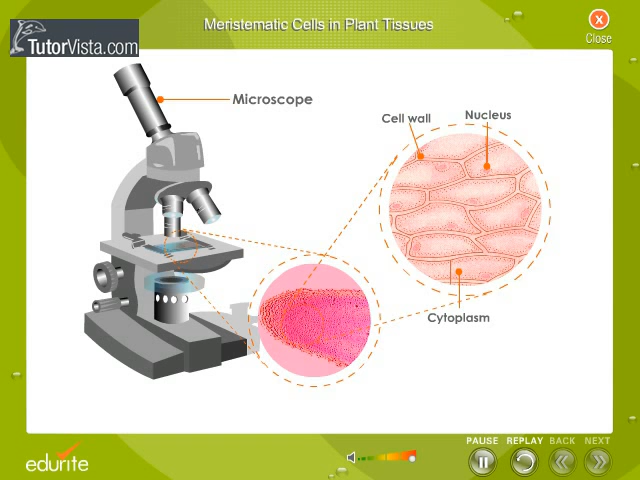 Meristematic Cells in Plant Tissues
X
Close
TutorVista.com
Microscope
Cell wall
Nucleus
Cytoplasm
PAUSE REPLAY BACK NEXT
edurite